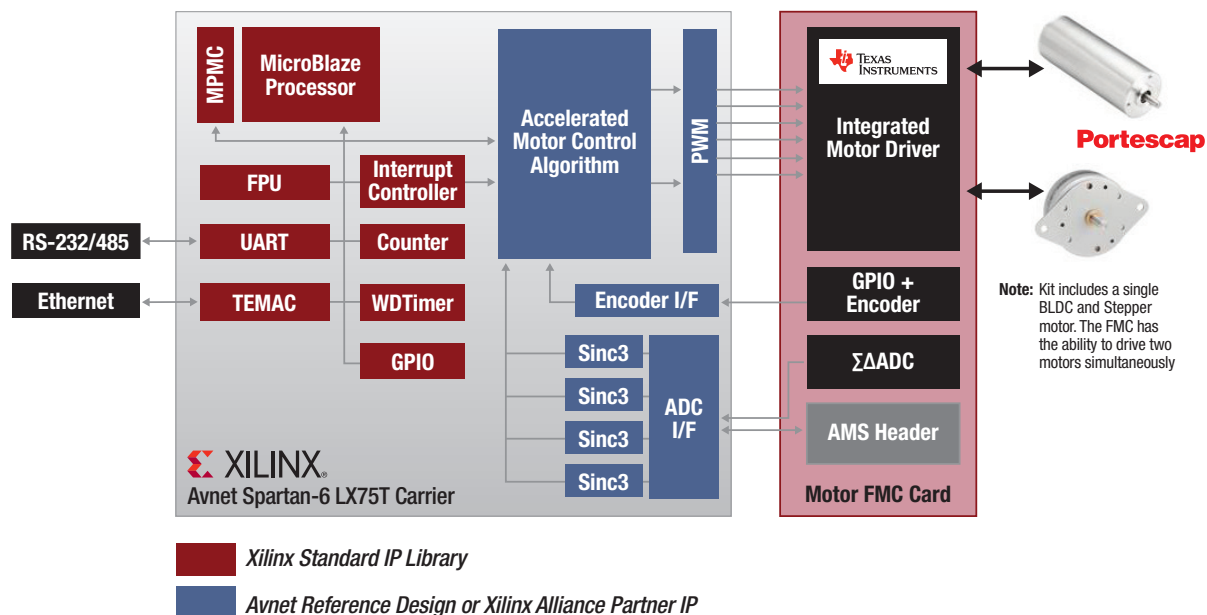 MPMC
MicroBlaze
Processor
FPU
Interrupt
Controller
RS-232/485
UART
Counter
Ethernet
TEMAC
WDTimer
GPIO
Accelerated
Motor Control
Algorithm
PWM
Encoder I/F
Sinc3
Sinc3
Sinc3
Sinc3
ADC
I/F
XILINX®
Avnet Spartan-6 LX75T Carrier
TEXAS
INSTRUMENTS
Integrated
Motor Driver
GPIO +
Encoder
∑ΔADC
AMS Header
Motor FMC Card
Portescap
Note: Kit includes a single
BLDC and Stepper
motor. The FMC has
the ability to drive two
motors simultaneously
Xilinx Standard IP Library
Avnet Reference Design or Xilinx Alliance Partner IP